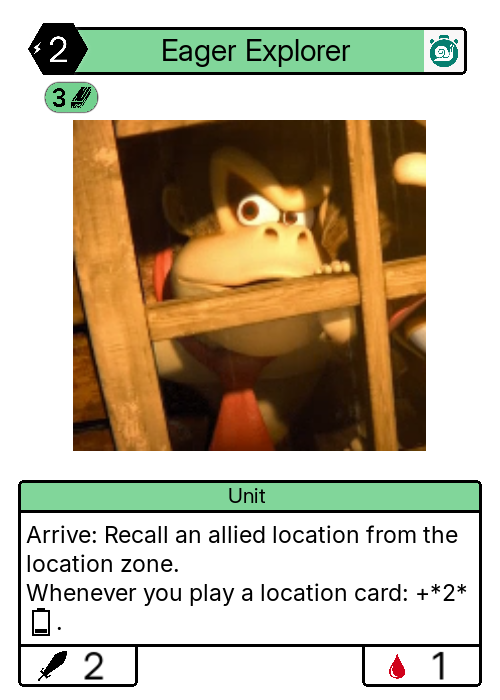 2
Eager Explorer
3
Unit
Arrive: Recall an allied location from the
location zone.
Whenever you play a location card: +*2*
.
2
1